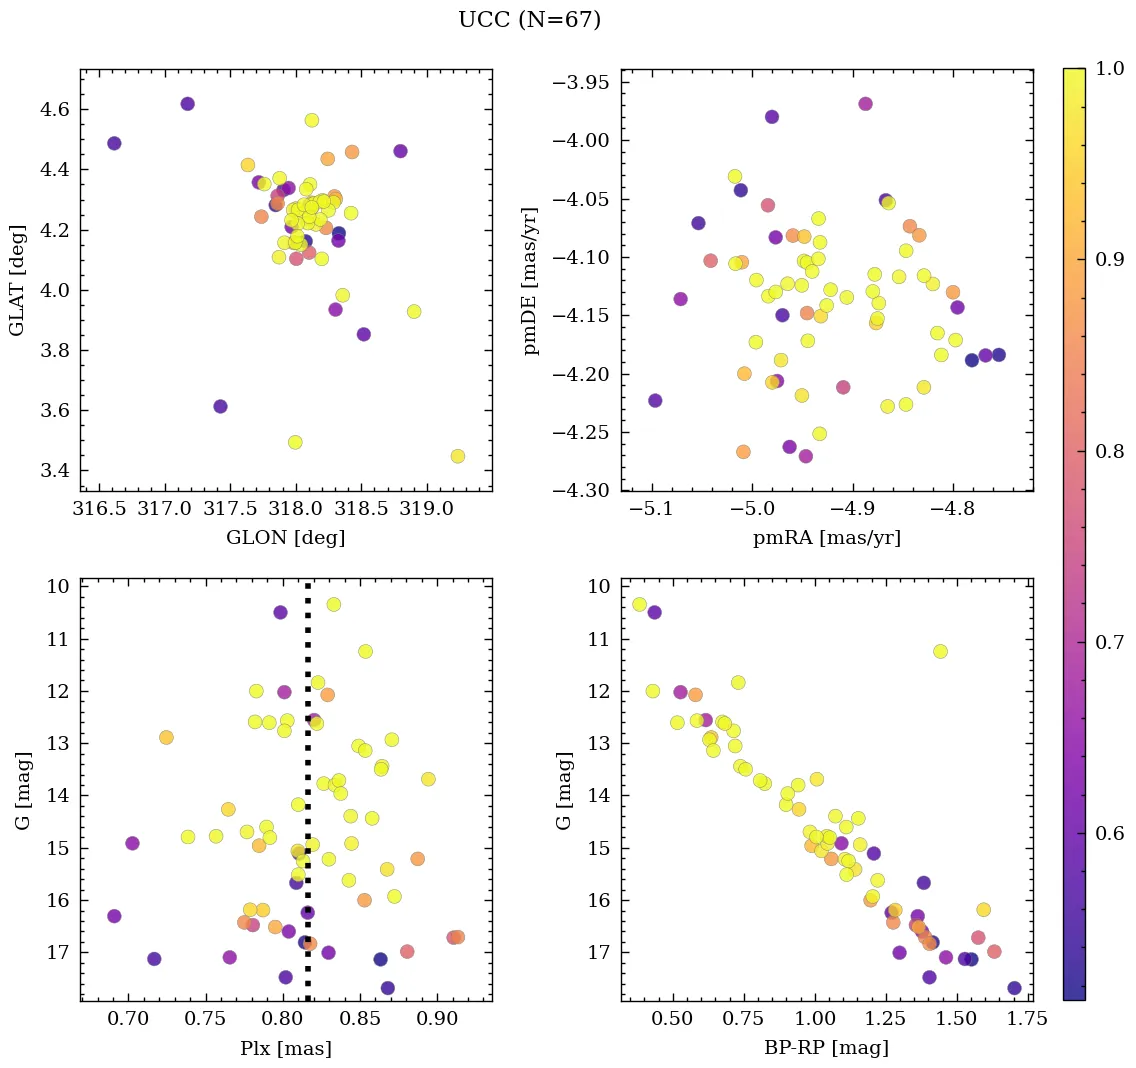 UCC (N=67)
4.6
4.4
4.2
4.0
3.8
3.6
3.4
GLAT [deg]
316.5 317.0 317.5 318.0 318.5 319.0
GLON [deg]
−3.95
−4.00
−4.05
−4.10
−4.15
−4.20
−4.25
−4.30
pmDE [mas/yr]
−5.1 −5.0 −4.9 −4.8
pmRA [mas/yr]
10
11
12
13
14
15
16
17
G [mag]
0.70 0.75 0.80 0.85 0.90
Plx [mas]
10
11
12
13
14
15
16
17
G [mag]
0.50 0.75 1.00 1.25 1.50 1.75
BP-RP [mag]
1.0
0.9
0.8
0.7
0.6